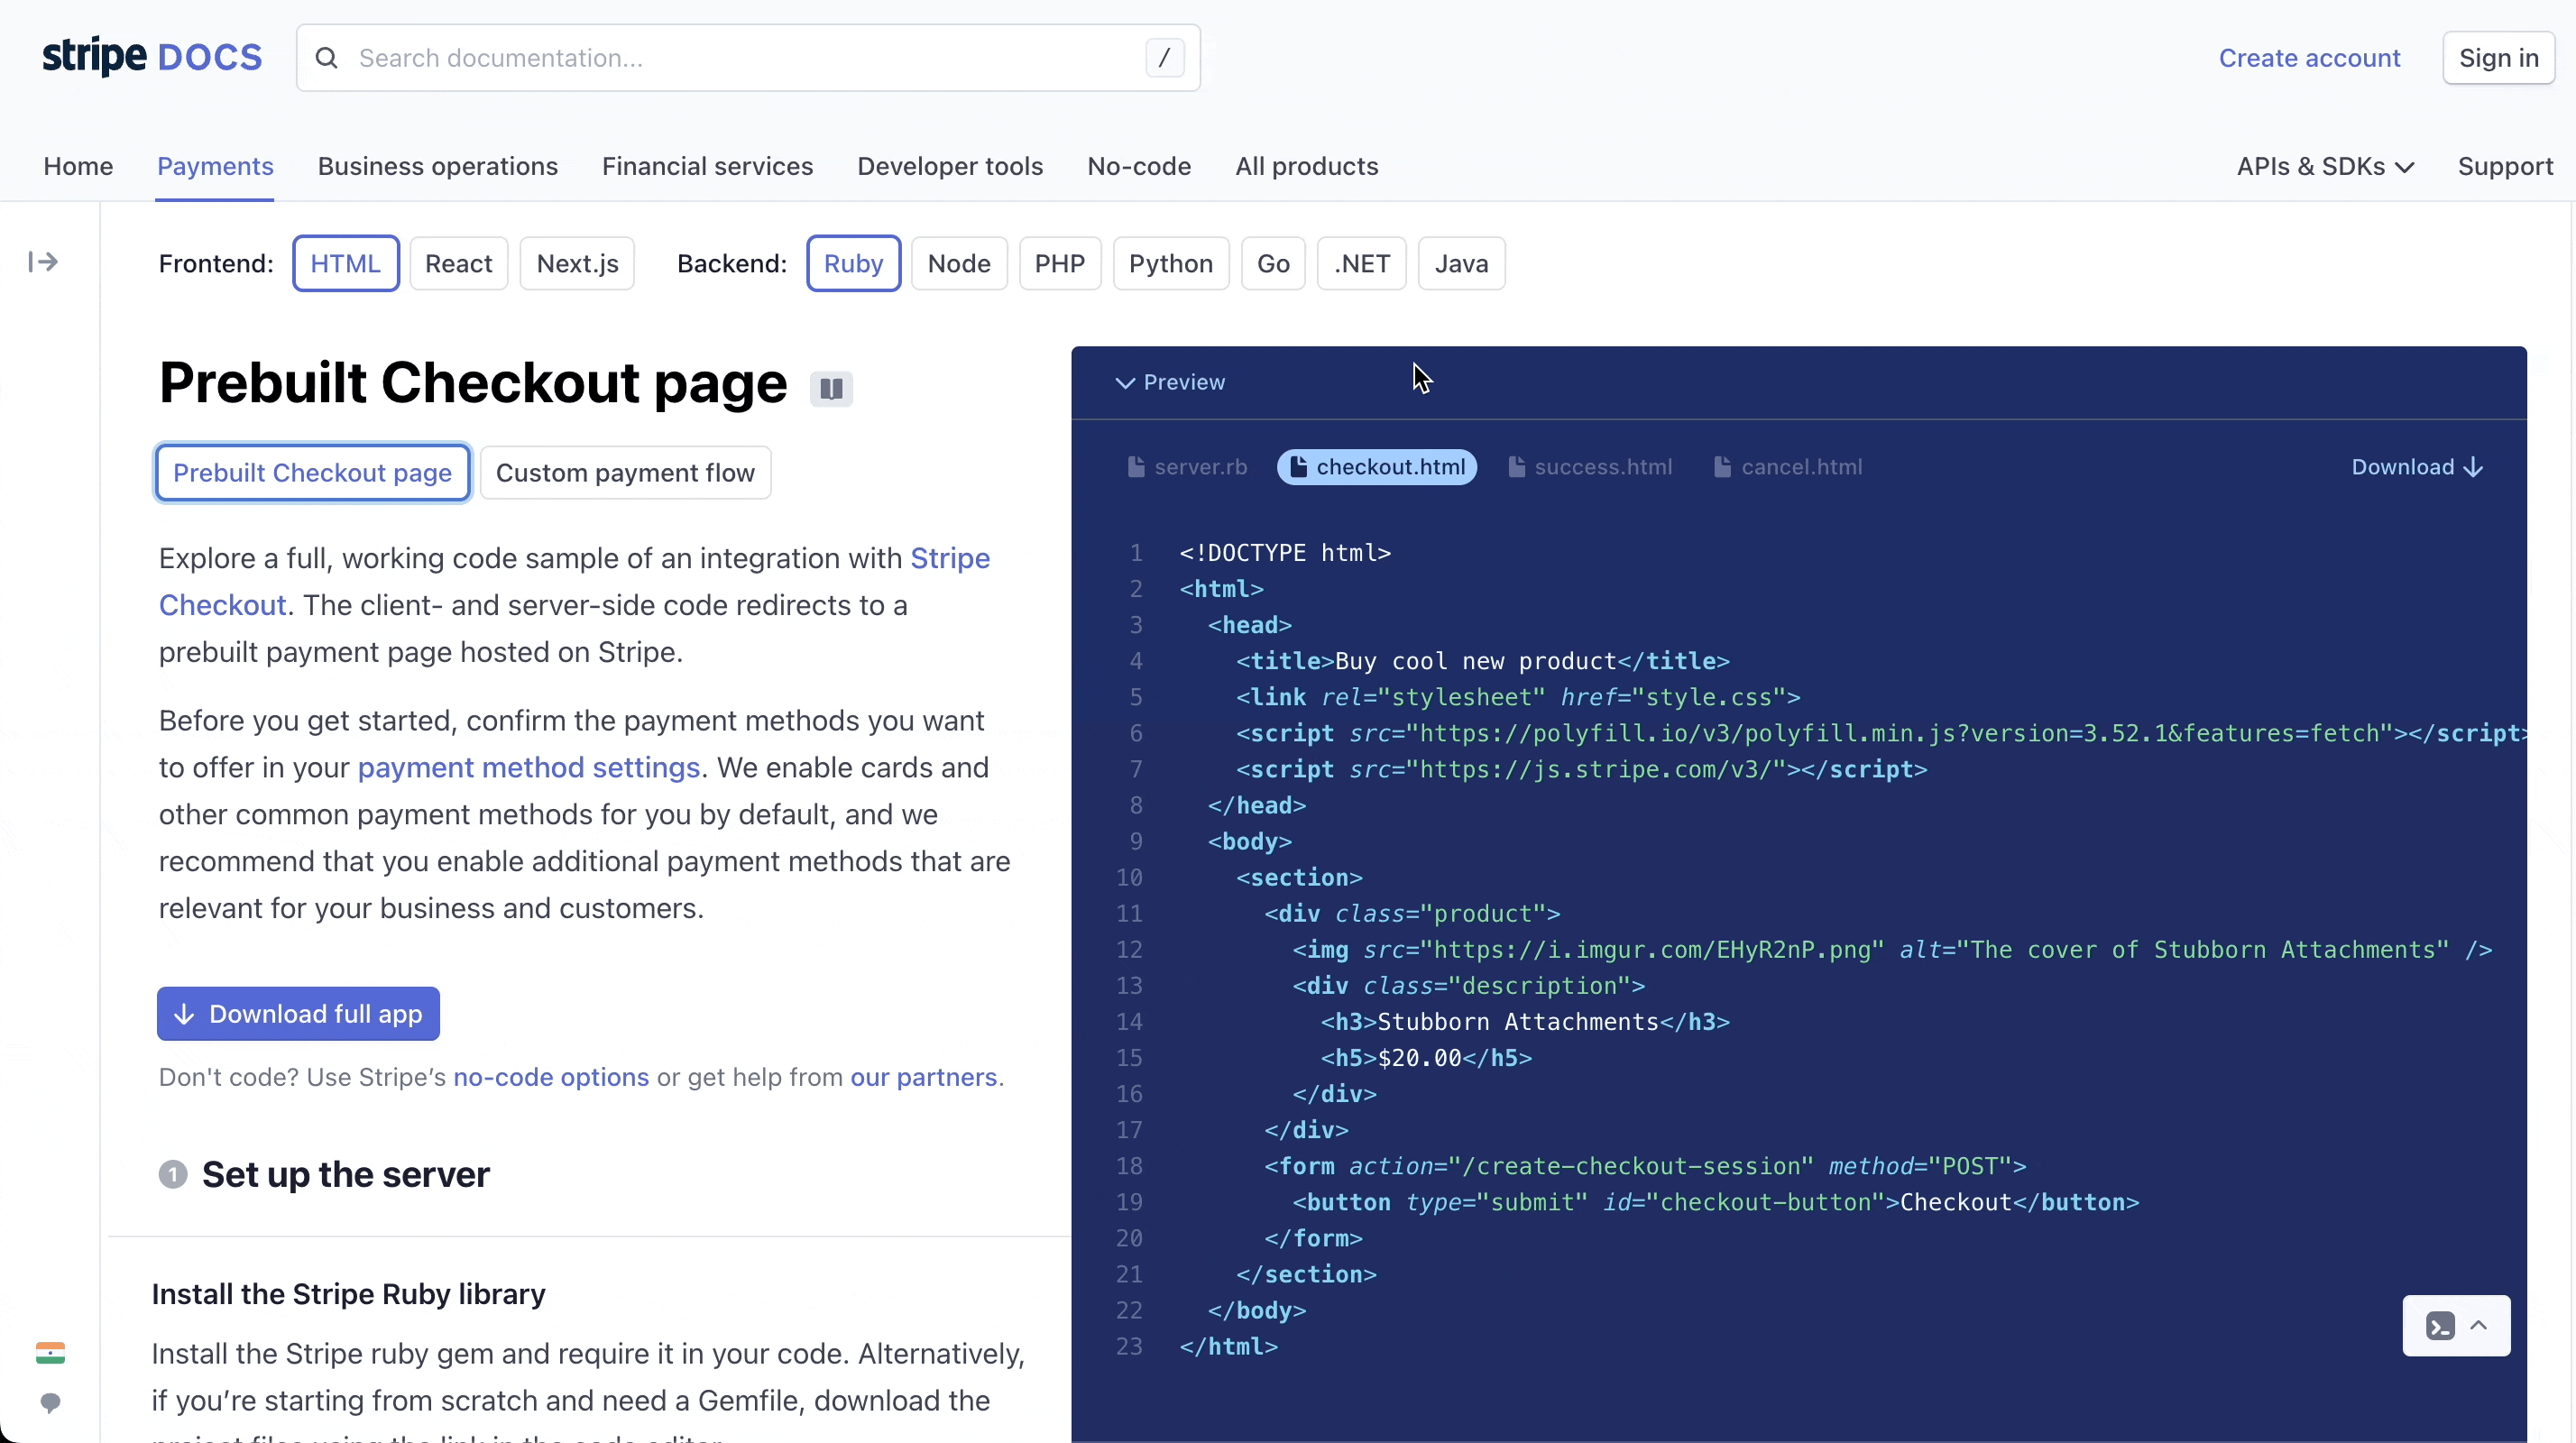 stripe DOCS
Search documentation...
/
Create account
Sign in
Home
Payments
Business operations
Financial services
Developer tools
No-code
All products
APIs & SDKs
Support
Frontend:
HTML
React
Next.js
Backend:
Ruby
Node
PHP
Python
Go
.NET
Java
Prebuilt Checkout page
Prebuilt Checkout page
Custom payment flow
Explore a full, working code sample of an integration with Stripe
Checkout. The client- and server-side code redirects to a
prebuilt payment page hosted on Stripe.
Before you get started, confirm the payment methods you want
to offer in your payment method settings. We enable cards and
other common payment methods for you by default, and we
recommend that you enable additional payment methods that are
relevant for your business and customers.
Download full app
Don't code? Use Stripe’s no-code options or get help from our partners.
1 Set up the server
Install the Stripe Ruby library
Install the Stripe ruby gem and require it in your code. Alternatively,
if you’re starting from scratch and need a Gemfile, download the
project files using the link in the code editor.
Preview
server.rb
checkout.html
success.html
cancel.html
Download
1 <!DOCTYPE html>
2 <html>
3 <head>
4 <title>Buy cool new product</title>
5 <link rel="stylesheet" href="style.css">
6 <script src="https://polyfill.io/v3/polyfill.min.js?version=3.52.1&features=fetch"></script>
7 <script src="https://js.stripe.com/v3/"></script>
8 </head>
9 <body>
10 <section>
11 <div class="product">
12 <img src="https://i.imgur.com/EHyR2nP.png" alt="The cover of Stubborn Attachments" />
13 <div class="description">
14 <h3>Stubborn Attachments</h3>
15 <h5>$20.00</h5>
16 </div>
17 </div>
18 <form action="/create-checkout-session" method="POST">
19 <button type="submit" id="checkout-button">Checkout</button>
20 </form>
21 </section>
22 </body>
23 </html>